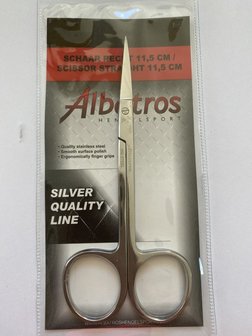 SCHAAR RECHT 11,5 CM /
SCISSOR STRAIGHT 11,5 CM
Albatros
HENGELSPORT
• Quality stainless steel
• Smooth surface polish
• Ergonomically finger grips
SILVER
QUALITY
LINE